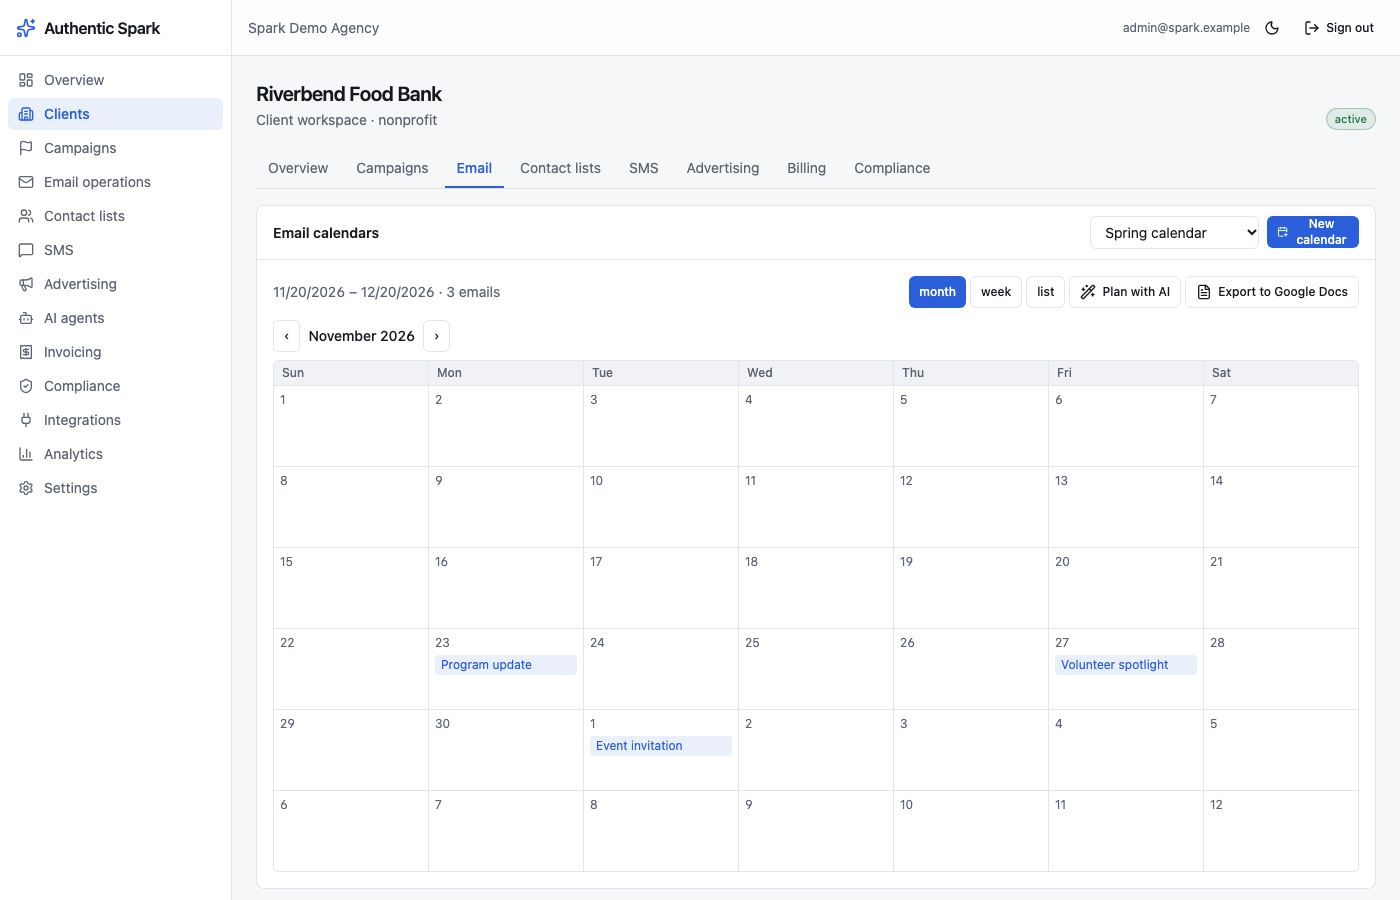 Authentic Spark
Spark Demo Agency
admin@spark.example
Sign out
Overview
Clients
Campaigns
Email operations
Contact lists
SMS
Advertising
AI agents
Invoicing
Compliance
Integrations
Analytics
Settings
Riverbend Food Bank
Client workspace · nonprofit
active
Overview Campaigns Email Contact lists SMS Advertising Billing Compliance
Email calendars
Spring calendar
New
calendar
11/20/2026 – 12/20/2026 · 3 emails
month week list Plan with AI Export to Google Docs
‹ November 2026 ›
Sun Mon Tue Wed Thu Fri Sat
1 2 3 4 5 6 7
8 9 10 11 12 13 14
15 16 17 18 19 20 21
22 23 24 25 26 27 28
Program update Volunteer spotlight
29 30 1 2 3 4 5
Event invitation
6 7 8 9 10 11 12